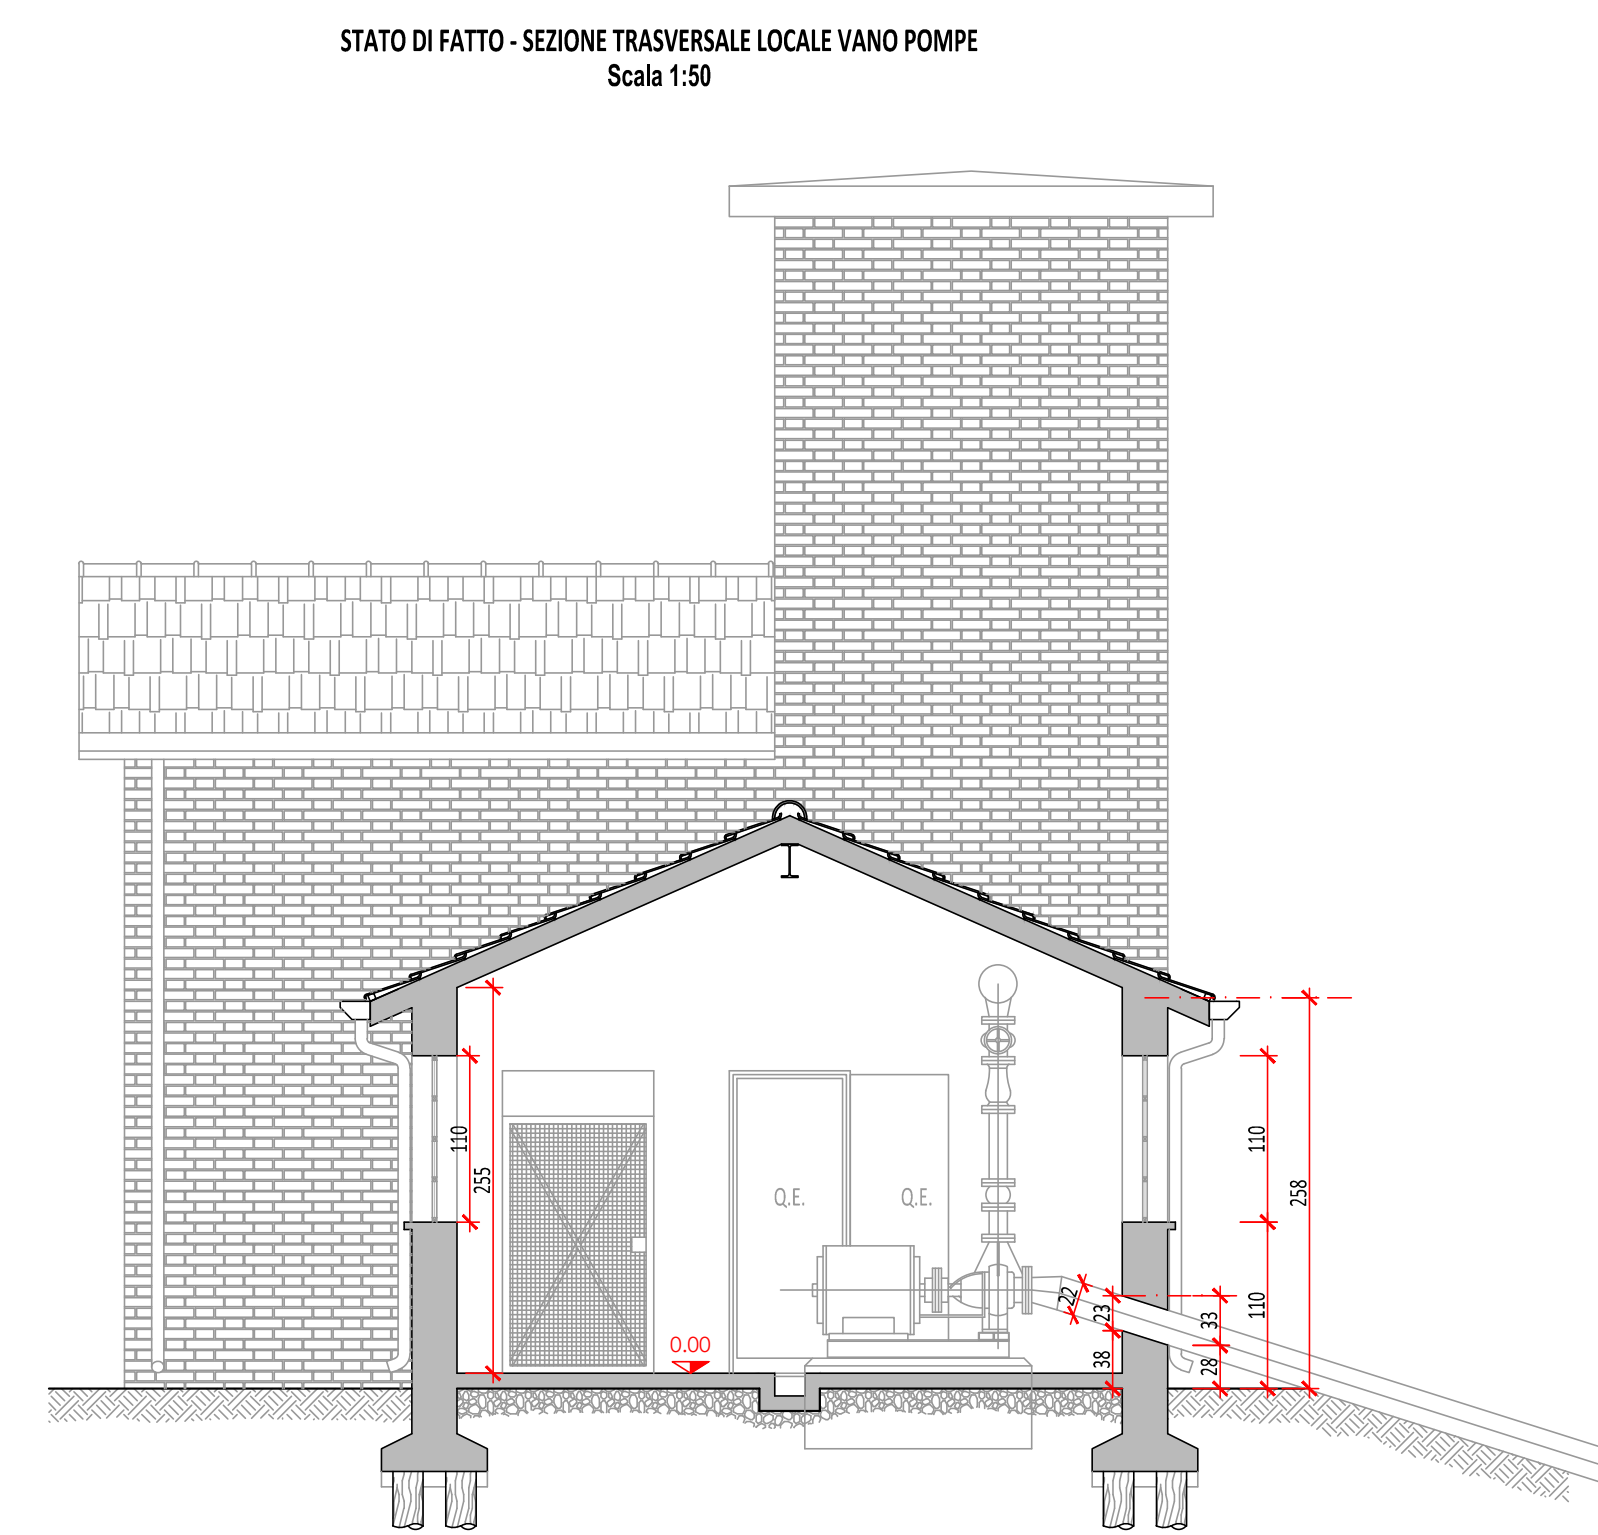 STATO DI FATTO - SEZIONE TRASVERSALE LOCALE VANO POMPE
Scala 1:50
110
255
Q.E.
Q.E.
110
258
22
23
33
110
0.00
38
28